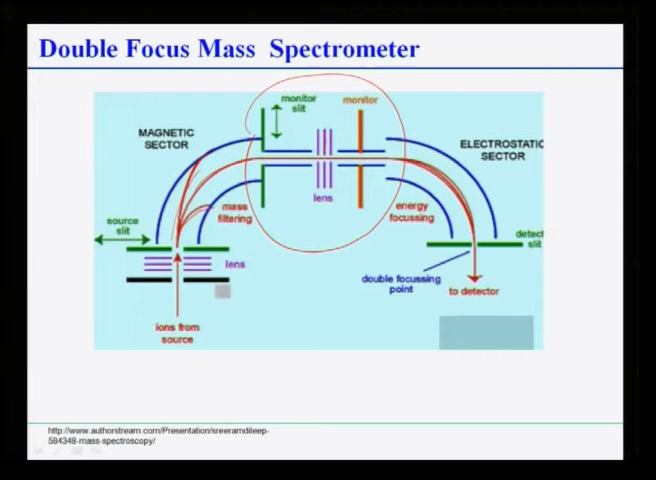 Double Focus Mass Spectrometer
monitor
slit
monitor
MAGNETIC
SECTOR
ELECTROSTATIC
SECTOR
lens
mass
filtering
energy
focussing
source
slit
detect
slit
lens
double focussing
point
to detector
ions from
source
http://www.authorstream.com/Presentation/sreeramdileep-
584348-mass-spectroscopy/